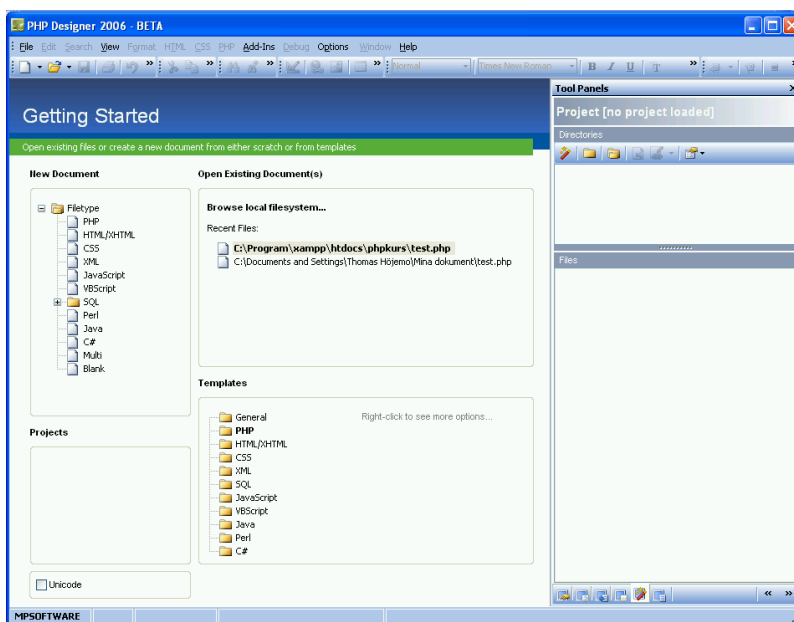 PHP Designer 2006 - BETA
File Edit Search View Format HTML CSS PHP Add-Ins Debug Options Window Help
Normal Times New Roman B I U T
Tool Panels
Getting Started
Project [no project loaded]
Directories
Open existing files or create a new document from either scratch or from templates
New Document
Open Existing Document(s)
Filetype
PHP
HTML/XHTML
CSS
XML
JavaScript
VBScript
SQL
Perl
Java
C#
Multi
Blank
Browse local filesystem...
Recent Files:
C:\Program\xampp\htdocs\phpkurs\test.php
C:\Documents and Settings\Thomas Höjemo\Mina dokument\test.php
Files
Templates
General
Right-click to see more options...
PHP
HTML/XHTML
CSS
XML
SQL
JavaScript
VBScript
Java
Perl
C#
Projects
Unicode
MPSOFTWARE